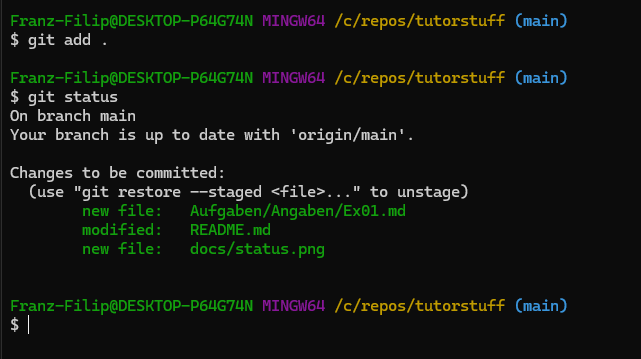 Franz-Filip@DESKTOP-P64G74N MINGW64 /c/repos/tutorstuff (main)
$ git add .
Franz-Filip@DESKTOP-P64G74N MINGW64 /c/repos/tutorstuff (main)
$ git status
On branch main
Your branch is up to date with 'origin/main'.
Changes to be committed:
  (use "git restore --staged <file>..." to unstage)
        new file:   Aufgaben/Angaben/Ex01.md
        modified:   README.md
        new file:   docs/status.png
Franz-Filip@DESKTOP-P64G74N MINGW64 /c/repos/tutorstuff (main)
$